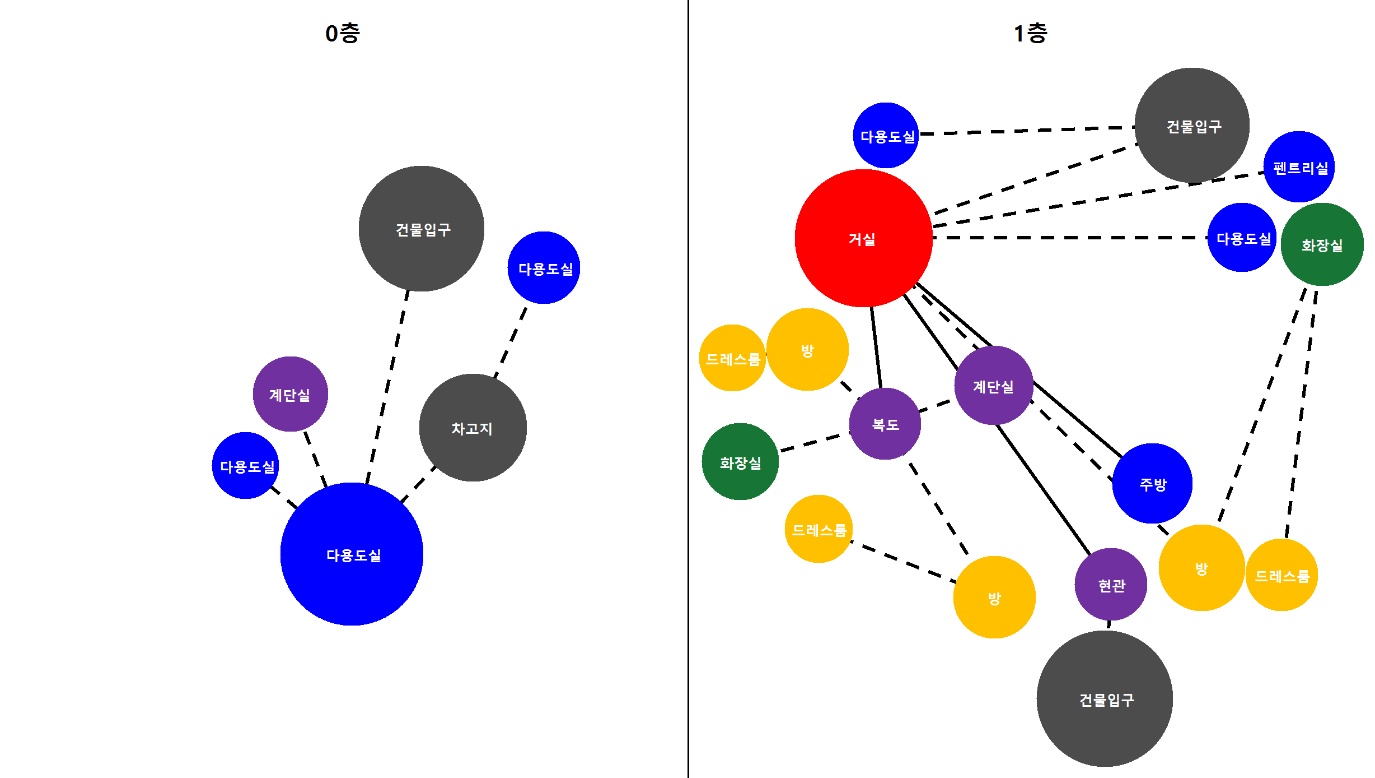 0층
건물입구
다용도실
계단실
차고지
다용도실
다용도실
1층
건물입구
다용도실
펜트리실
거실
다용도실
화장실
드레스룸
방
계단실
복도
화장실
주방
드레스룸
방
드레스룸
현관
방
건물입구